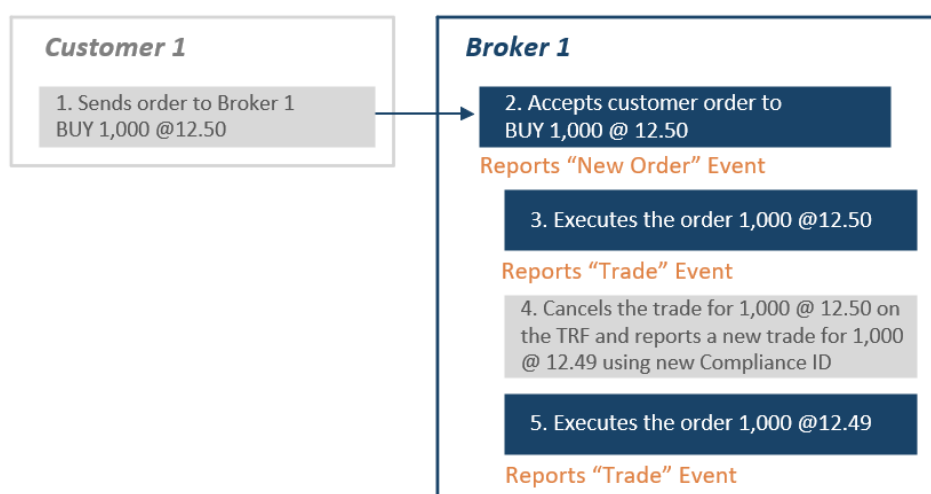 Customer 1
1. Sends order to Broker 1
BUY 1,000 @12.50
Broker 1
2. Accepts customer order to
BUY 1,000 @ 12.50
Reports “New Order” Event
3. Executes the order 1,000 @12.50
Reports “Trade” Event
4. Cancels the trade for 1,000 @ 12.50 on
the TRF and reports a new trade for 1,000
@ 12.49 using new Compliance ID
5. Executes the order 1,000 @12.49
Reports “Trade” Event